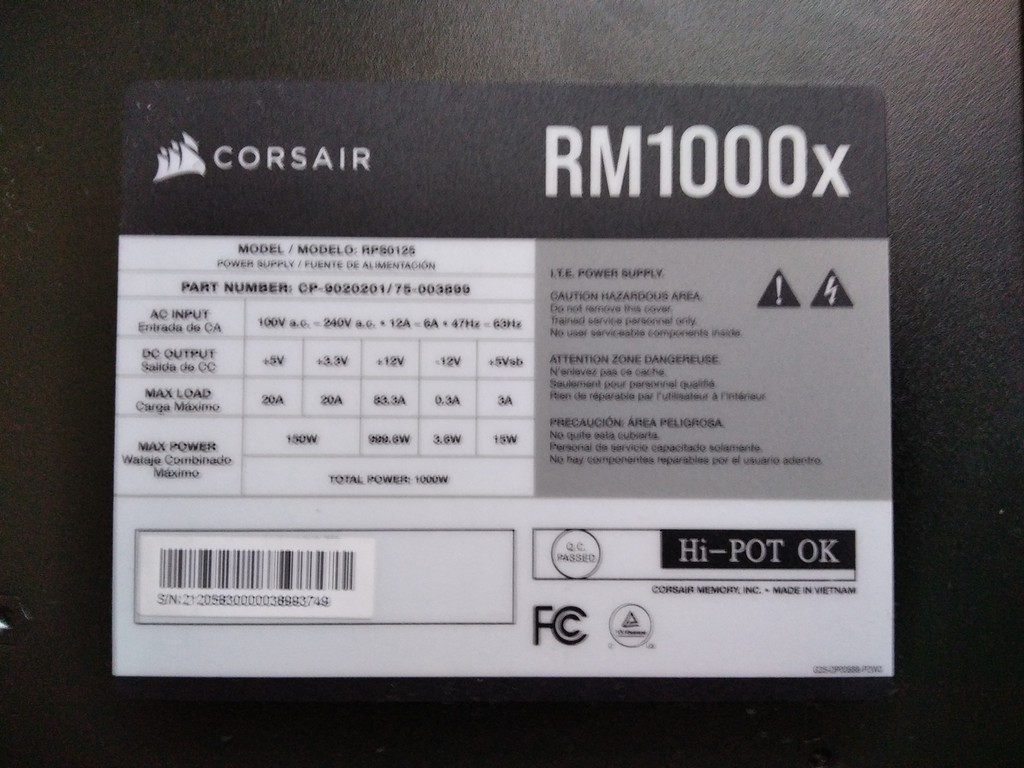 CORSAIR
RM1000x
MODEL / MODELO: RPS0125
POWER SUPPLY / FUENTE DE ALIMENTACIÓN
PART NUMBER: CP-9020201/75-003699
AC INPUT
Entrada de CA
100V a.c. - 240V a.c. • 12A - 6A • 47Hz - 63Hz
DC OUTPUT
Salida de CC
+5V +3.3V +12V -12V +5Vsb
MAX LOAD
Carga Máximo
20A 20A 83.3A 0.3A 3A
MAX POWER
Wataje Combinado
Máximo
150W 999.6W 3.6W 15W
TOTAL POWER: 1000W
I.T.E. POWER SUPPLY.
CAUTION HAZARDOUS AREA.
Do not remove this cover.
Trained service personnel only.
No user serviceable components inside.
ATTENTION ZONE DANGEREUSE.
N'enlevez pas ce cache.
Seulement pour personnel qualifié.
Rien de réparable par l'utilisateur à l'intérieur.
PRECAUCIÓN: ÁREA PELIGROSA.
No quite esta cubierta.
Personal de servicio capacitado solamente.
No hay componentes reparables por el usuario adentro.
S/N:
Q.C.
PASSED
Hi-POT OK
CORSAIR MEMORY, INC. • MADE IN VIETNAM
FC